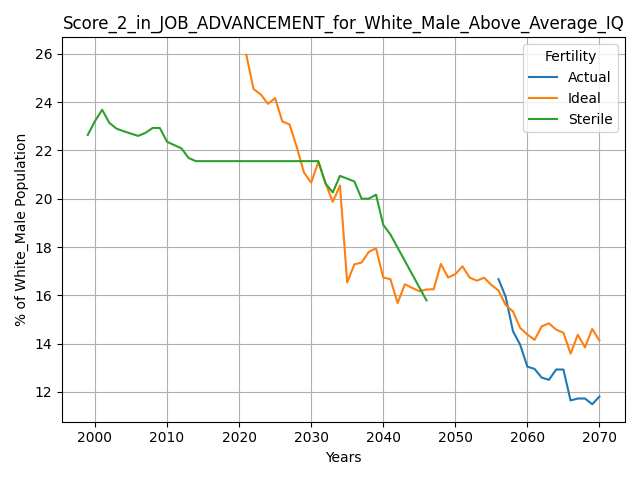 Score_2_in_JOB_ADVANCEMENT_for_White_Male_Above_Average_IQ
Fertility
Actual
Ideal
Sterile
% of White_Male Population
26
24
22
20
18
16
14
12
2000 2010 2020 2030 2040 2050 2060 2070
Years